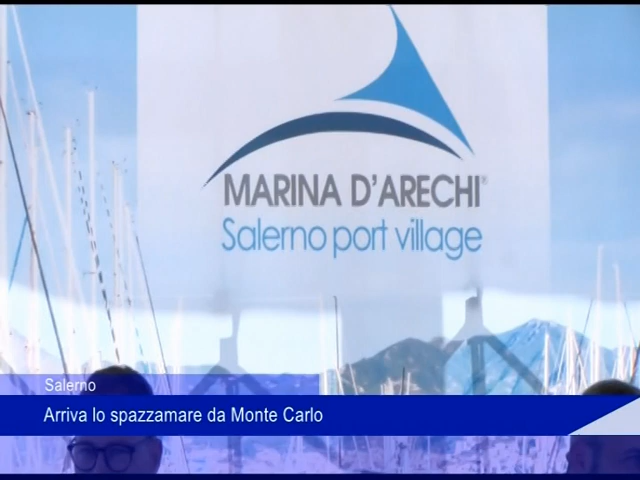 MARINA D'ARECHI®
Salerno port village
Salerno
Arriva lo spazzamare da Monte Carlo